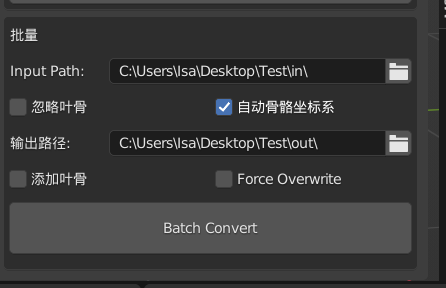 批量
Input Path: C:\Users\Isa\Desktop\Test\in\
忽略叶骨 自动骨骼坐标系
输出路径: C:\Users\Isa\Desktop\Test\out\
添加叶骨 Force Overwrite
Batch Convert